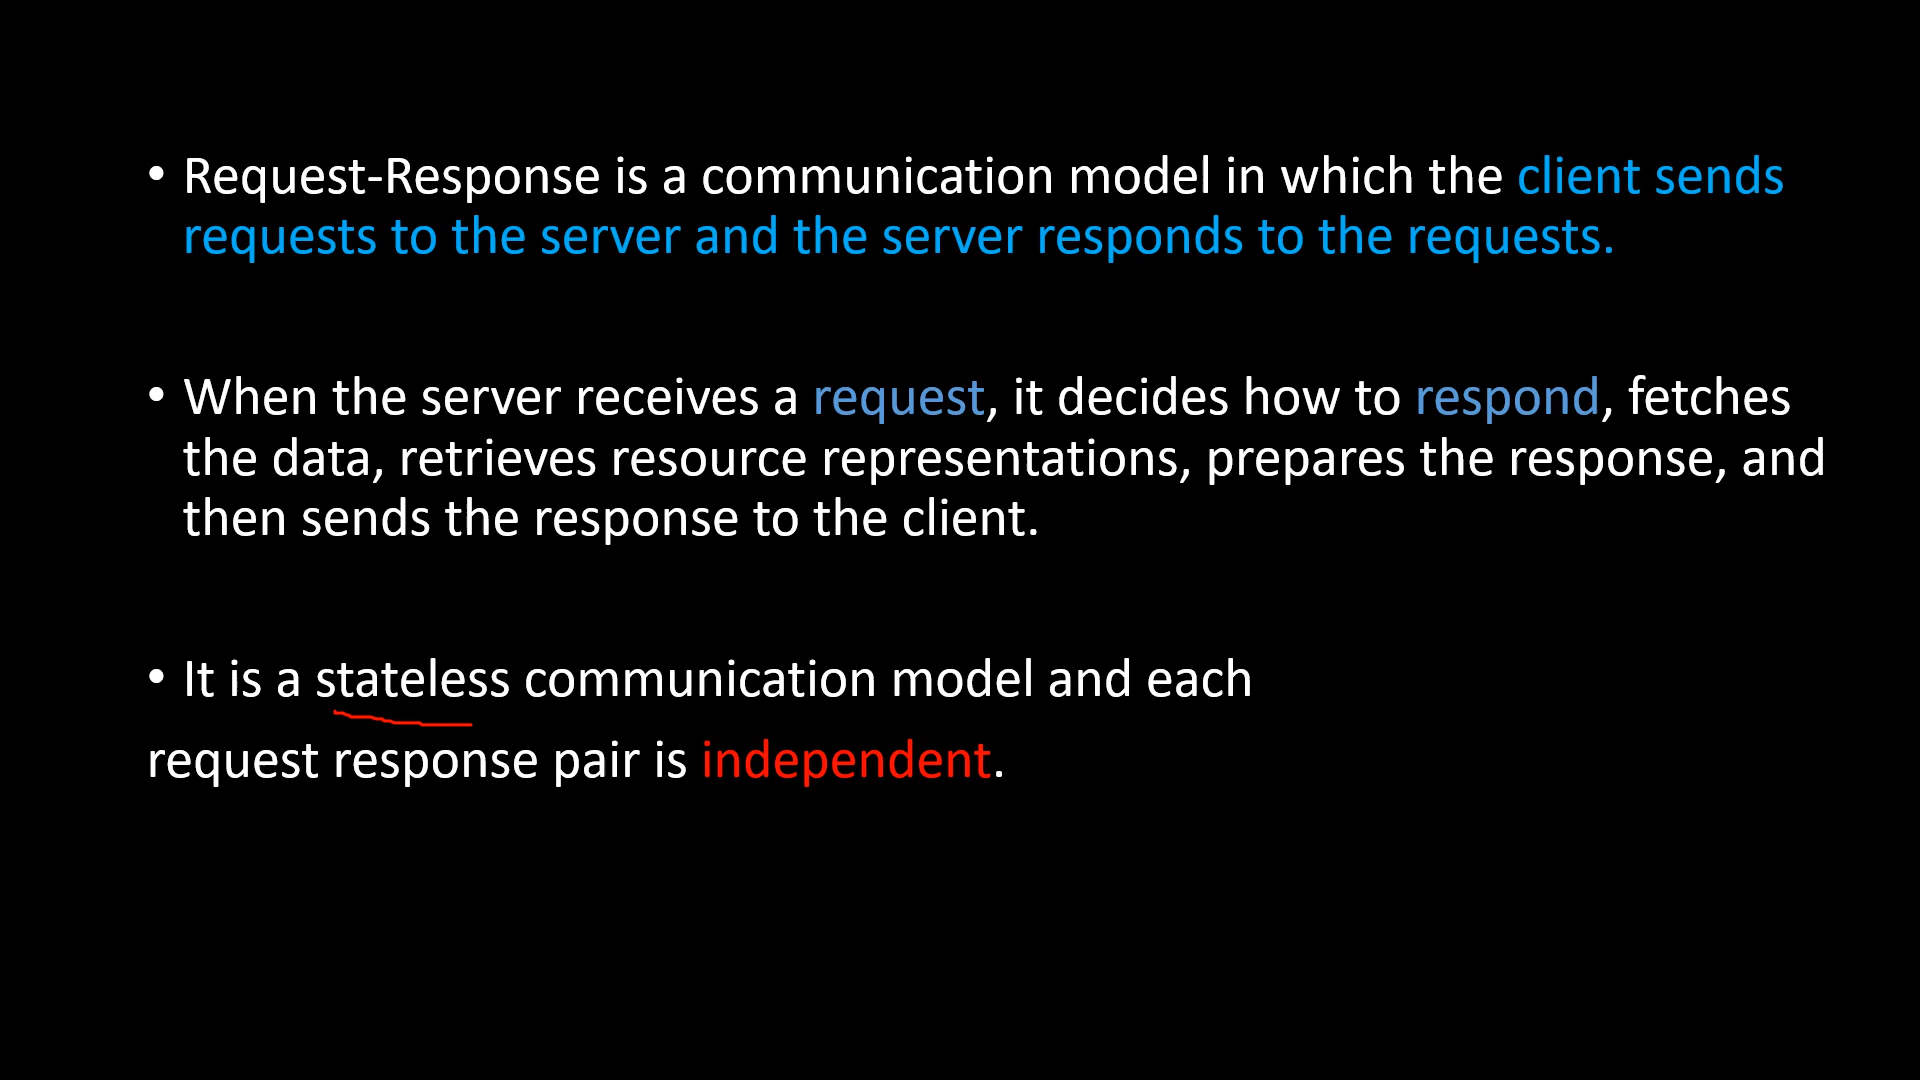 • Request-Response is a communication model in which the client sends
requests to the server and the server responds to the requests.
• When the server receives a request, it decides how to respond, fetches
the data, retrieves resource representations, prepares the response, and
then sends the response to the client.
• It is a stateless communication model and each
request response pair is independent.